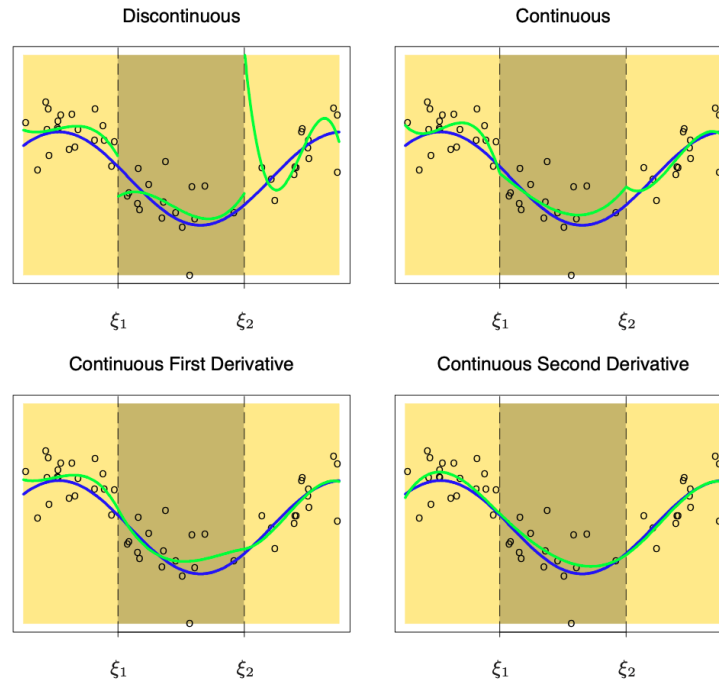 Discontinuous
Continuous
ξ1
ξ2
ξ1
ξ2
Continuous First Derivative
Continuous Second Derivative
ξ1
ξ2
ξ1
ξ2